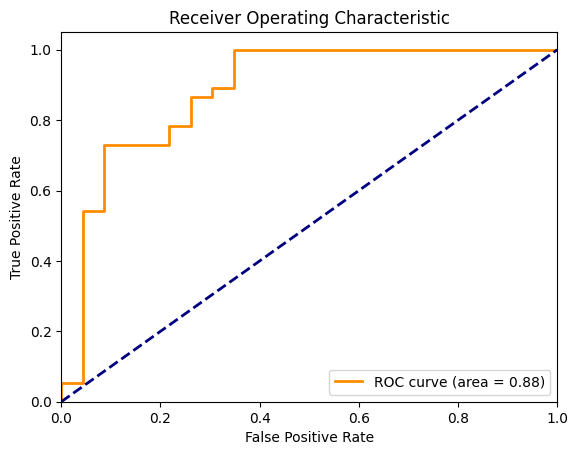 Receiver Operating Characteristic
1.0
0.8
0.6
0.4
0.2
0.0
True Positive Rate
ROC curve (area = 0.88)
0.0 0.2 0.4 0.6 0.8 1.0
False Positive Rate